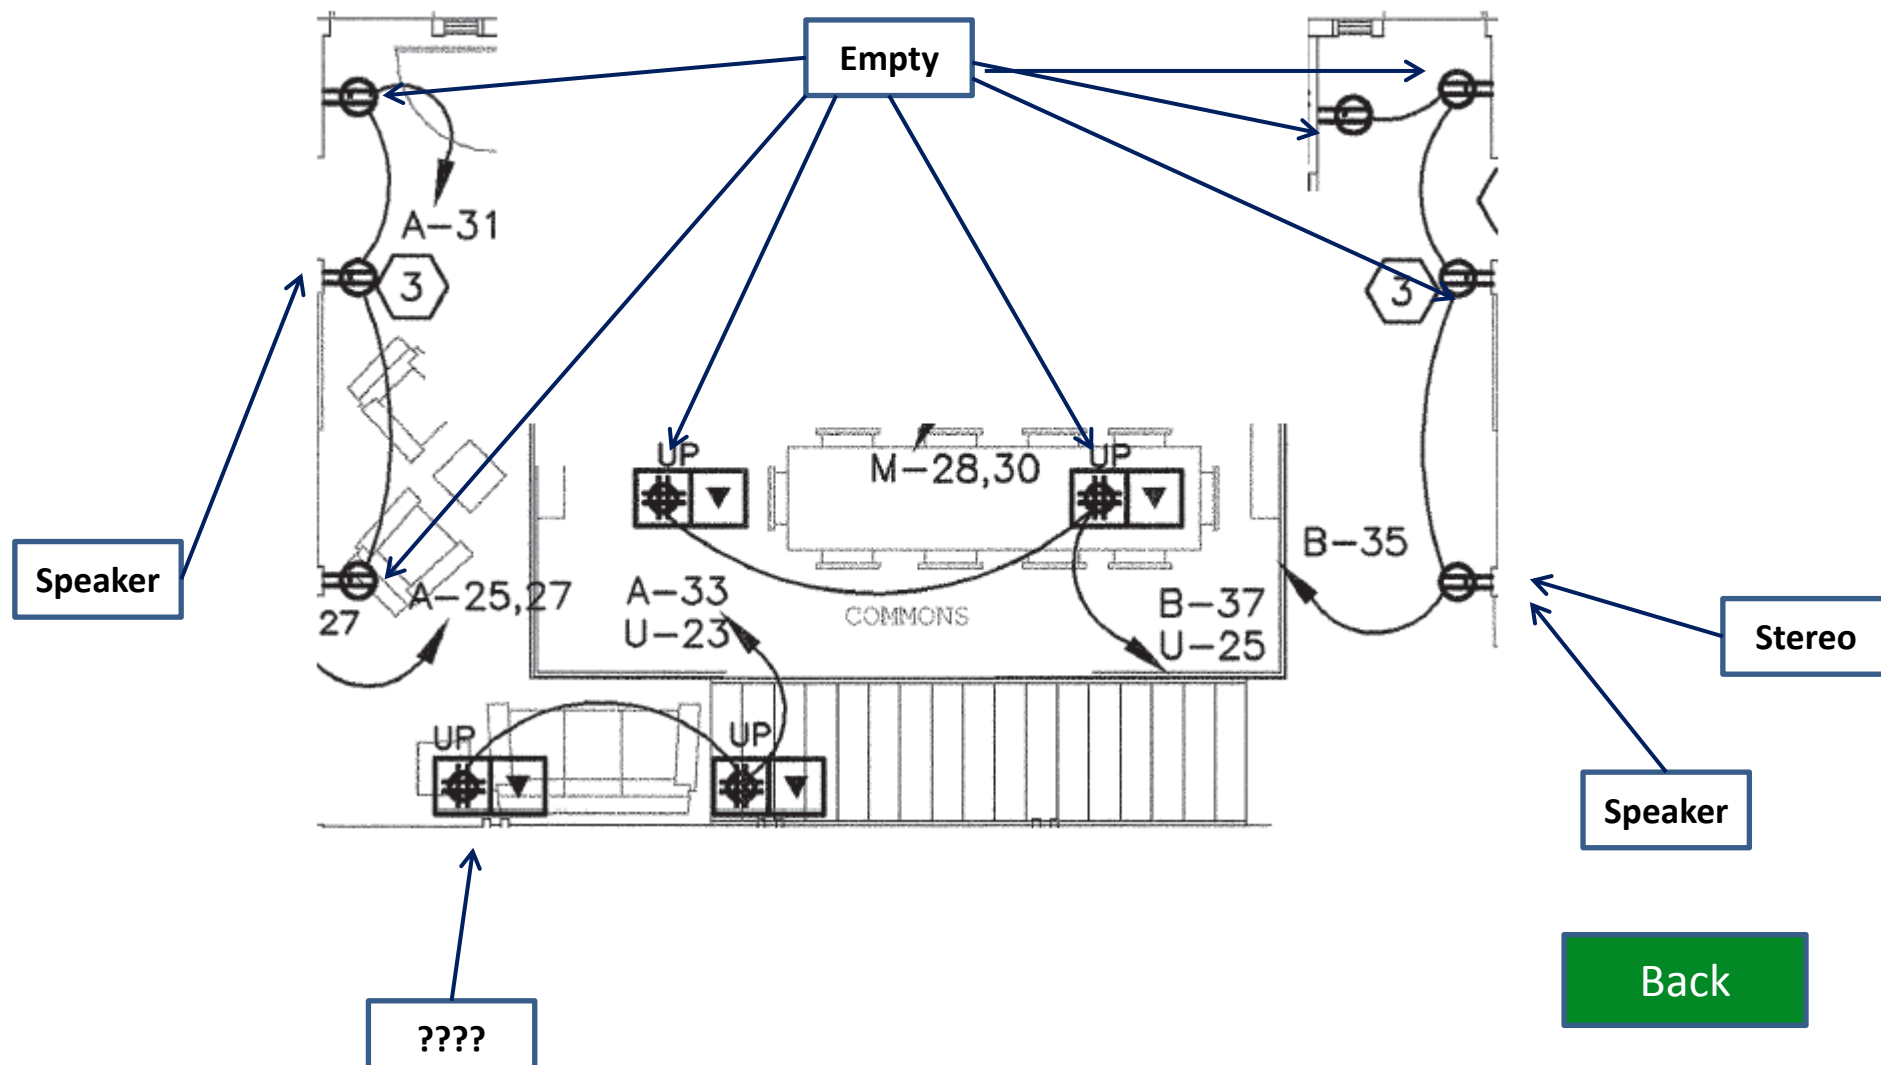 Empty
A-31
3
3
UP
M-28,30
UP
B-35
Speaker
A-25,27
27
A-33
U-23
COMMONS
B-37
U-25
Stereo
UP
UP
Speaker
Back
????